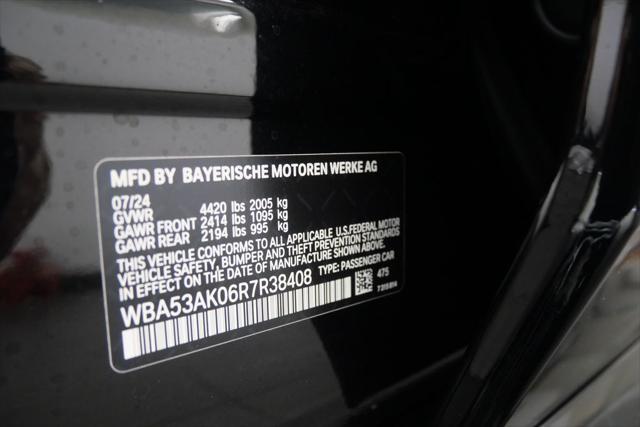 MFD BY BAYERISCHE MOTOREN WERKE AG
07/24
GVWR 4420 lbs 2005 kg
GAWR FRONT 2414 lbs 1095 kg
GAWR REAR 2194 lbs 995 kg
THIS VEHICLE CONFORMS TO ALL APPLICABLE U.S.FEDERAL MOTOR
VEHICLE SAFETY, BUMPER AND THEFT PREVENTION STANDARDS
IN EFFECT ON THE DATE OF MANUFACTURE SHOWN ABOVE.
WBA53AK06R7R38408 TYPE: PASSENGER CAR
475